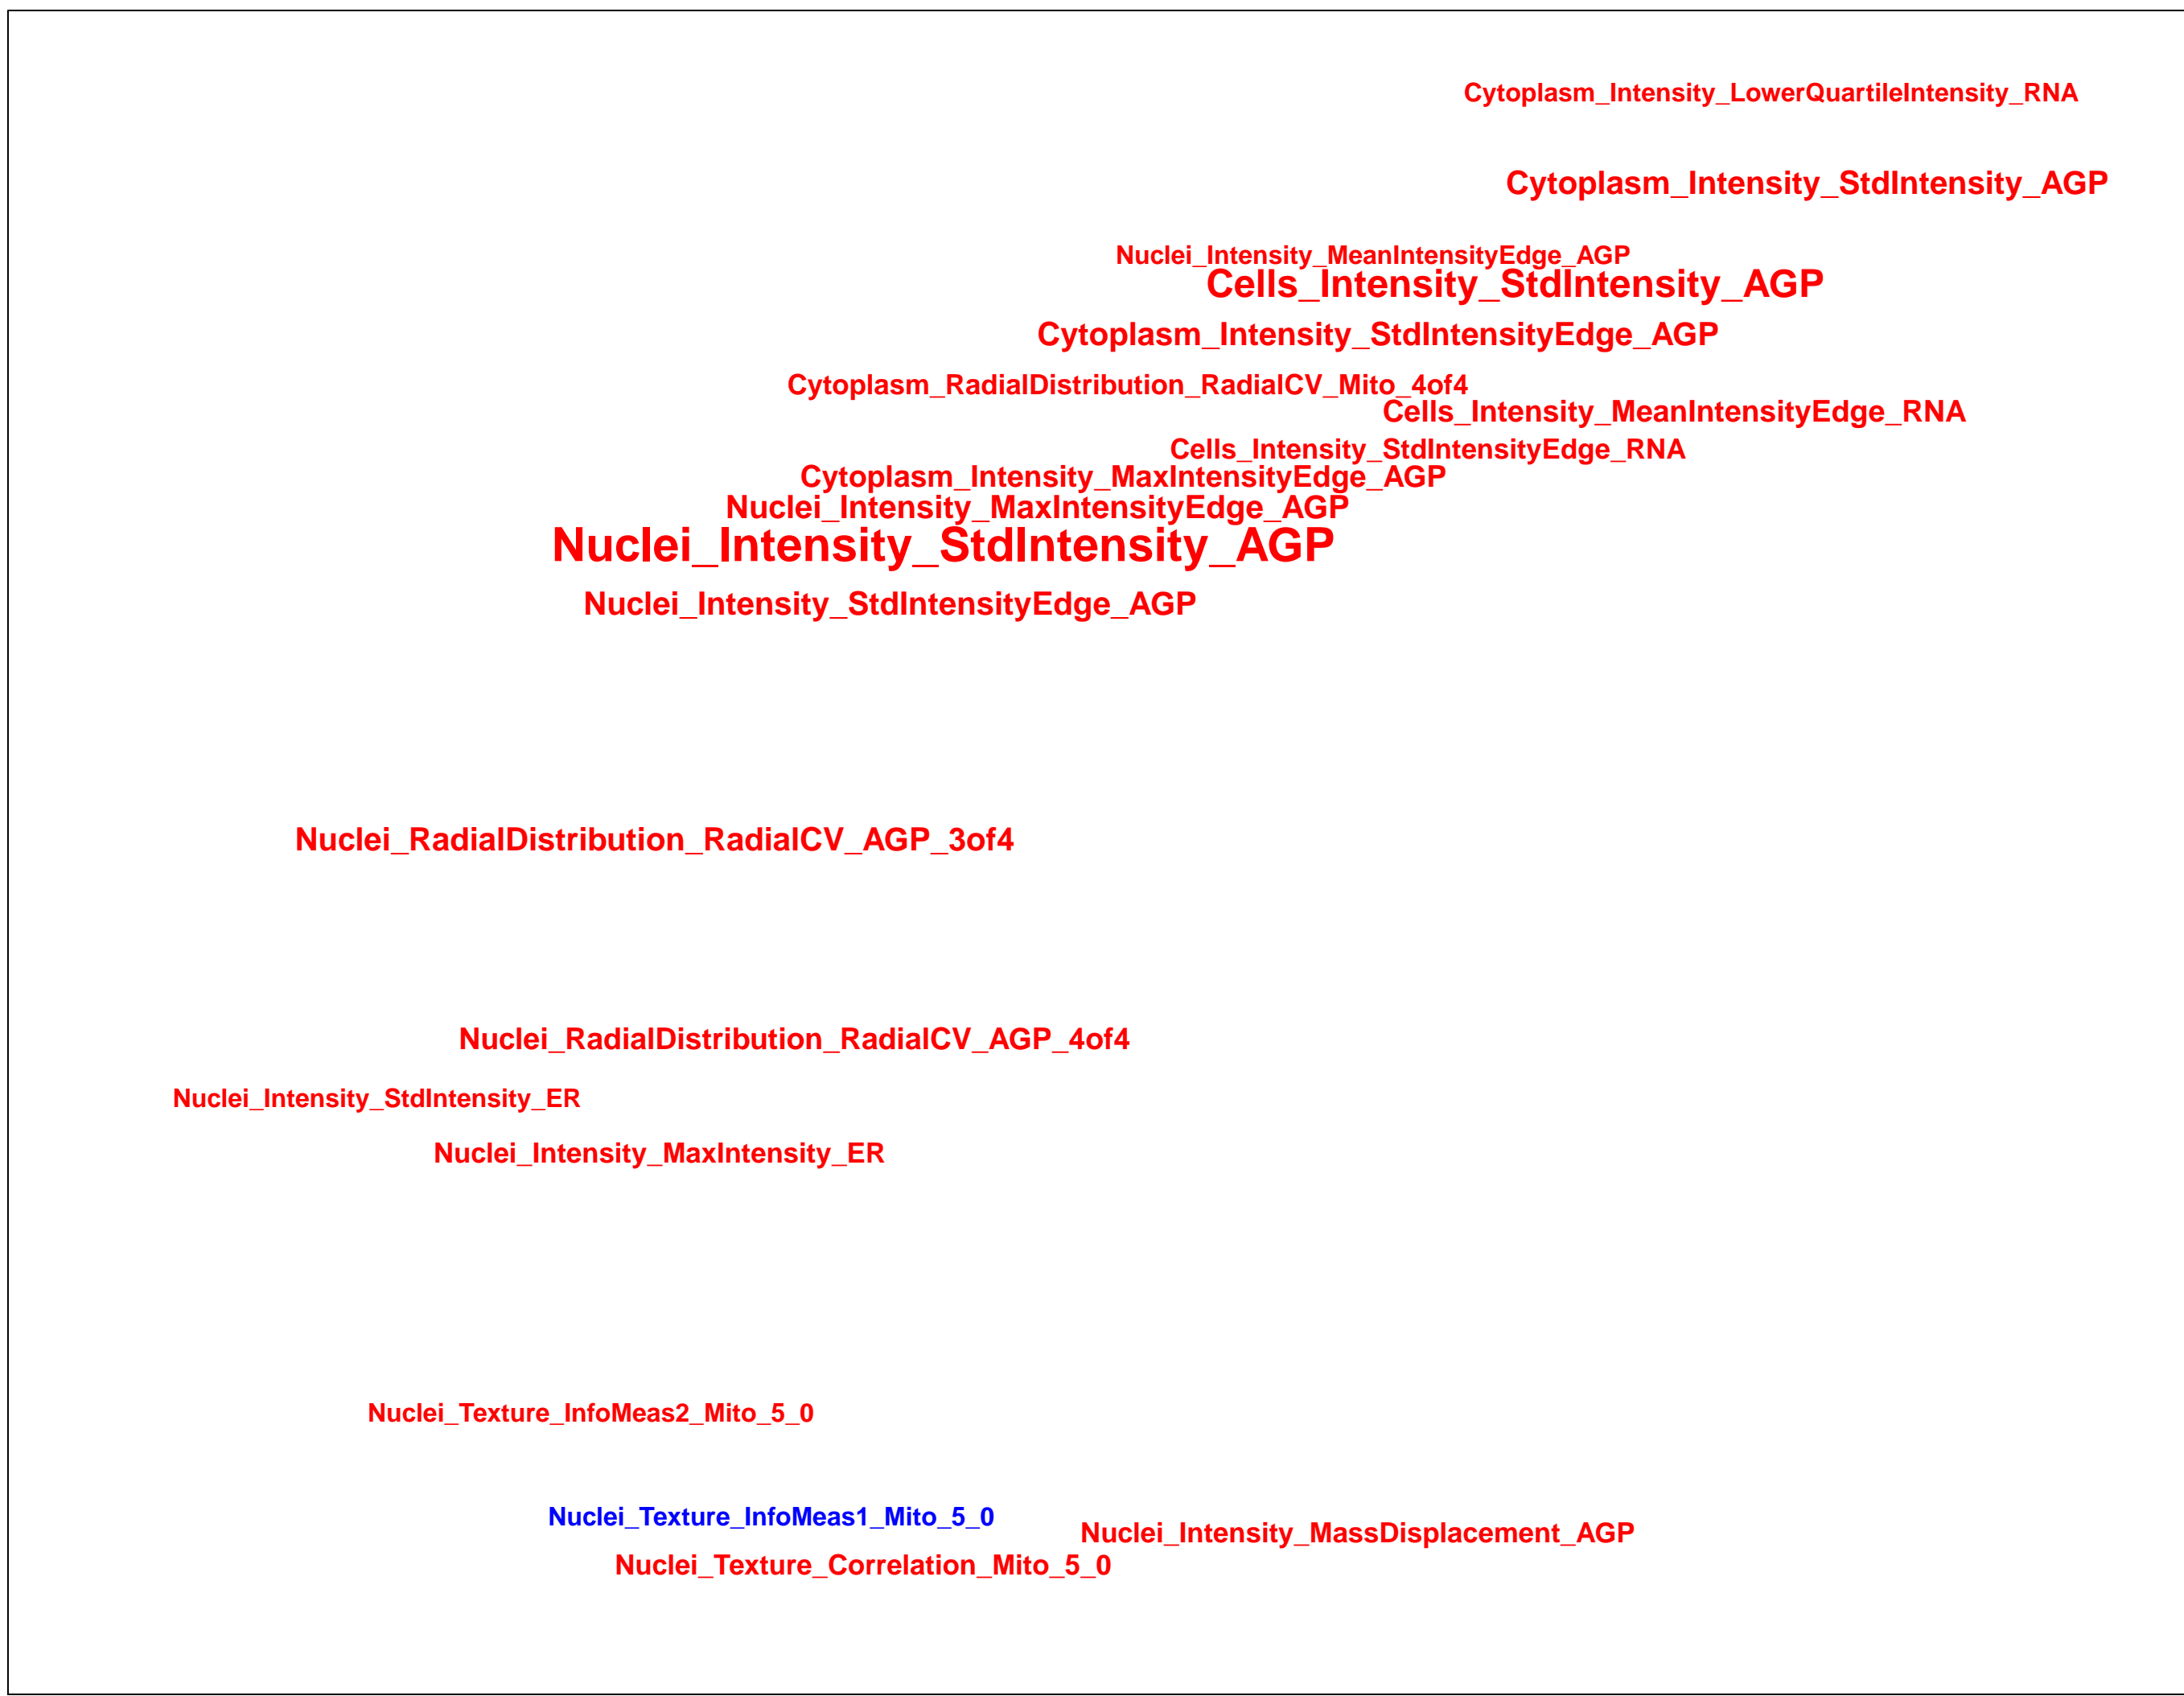 Cytoplasm_Intensity_LowerQuartileIntensity_RNA
Cytoplasm_Intensity_StdIntensity_AGP
Nuclei_Intensity_MeanIntensityEdge_AGP
Cells_Intensity_StdIntensity_AGP
Cytoplasm_Intensity_StdIntensityEdge_AGP
Cytoplasm_RadialDistribution_RadialCV_Mito_4of4
Cells_Intensity_MeanIntensityEdge_RNA
Cells_Intensity_StdIntensityEdge_RNA
Cytoplasm_Intensity_MaxIntensityEdge_AGP
Nuclei_Intensity_MaxIntensityEdge_AGP
Nuclei_Intensity_StdIntensity_AGP
Nuclei_Intensity_StdIntensityEdge_AGP
Nuclei_RadialDistribution_RadialCV_AGP_3of4
Nuclei_RadialDistribution_RadialCV_AGP_4of4
Nuclei_Intensity_StdIntensity_ER
Nuclei_Intensity_MaxIntensity_ER
Nuclei_Texture_InfoMeas2_Mito_5_0
Nuclei_Texture_InfoMeas1_Mito_5_0
Nuclei_Intensity_MassDisplacement_AGP
Nuclei_Texture_Correlation_Mito_5_0